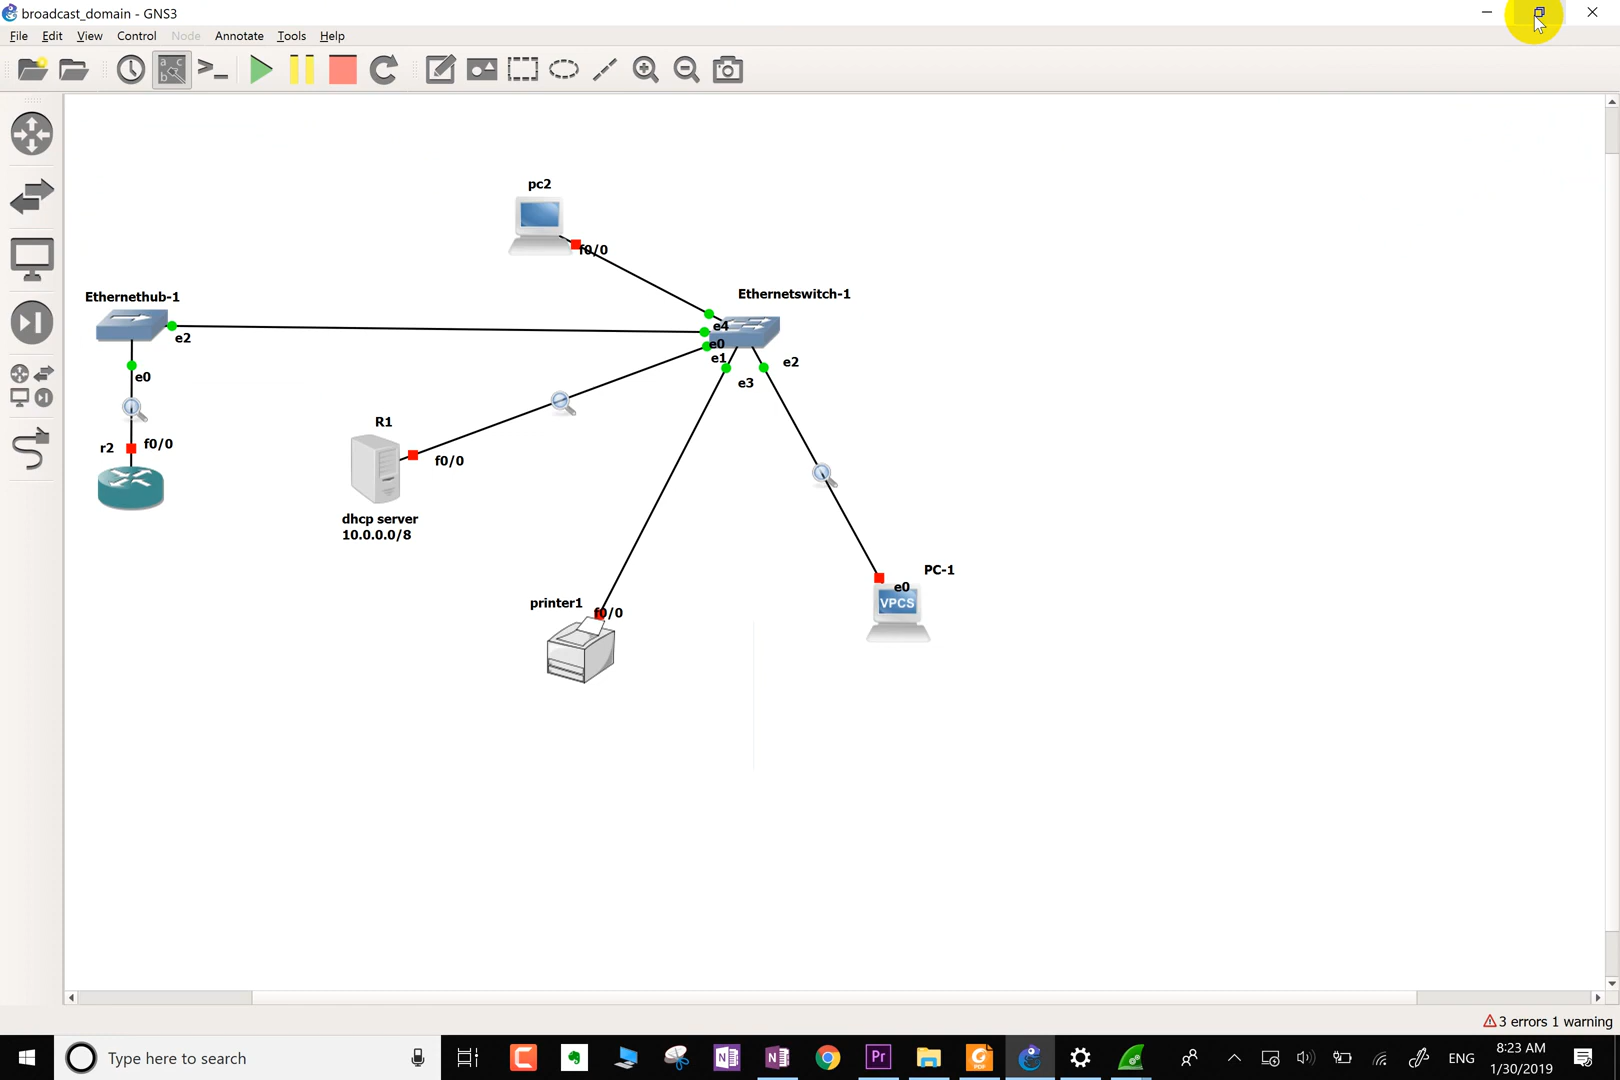 broadcast_domain - GNS3
File Edit View Control Node Annotate Tools Help
pc2
f0/0
Ethernethub-1
Ethernetswitch-1
e2
e4
e0
e1
e2
e3
e0
r2
f0/0
R1
f0/0
dhcp server
10.0.0.0/8
printer1
f0/0
PC-1
e0
VPCS
3 errors 1 warning
Type here to search
Pr
PDF
ENG
8:23 AM
1/30/2019